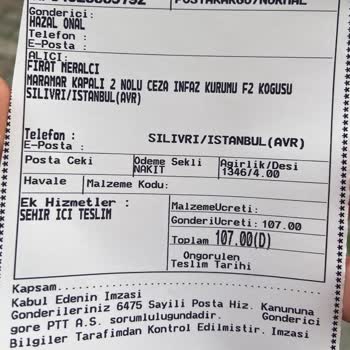 POSTAKARGO/NORMAL
Gonderici:
HAZAL ONAL
Telefon :
E-Posta :
ALICI:
FIRAT MERALCI
MARAMAR KAPALI 2 NOLU CEZA INFAZ KURUMU F2 KOGUSU
SILIVRI/ISTANBUL(AVR)
Telefon : SILIVRI/ISTANBUL(AVR)
E-Posta :
Posta Ceki Odeme Sekli Agirlik/Desi
NAKIT 1346/4.00
Havale Malzeme Kodu:
Ek Hizmetler : MalzemeUcreti:
SEHIR ICI TESLIM GonderiUcreti: 107.00
Toplam 107.00(D)
Ongorulen
Teslim Tarihi
Kapsam
Kabul Edenin Imzasi
Gonderileriniz 6475 Sayili Posta Hiz. Kanununa
gore PTT A.S. sorumlulugundadir. Gonderici
Bilgiler Tarafimdan Kontrol Edilmistir. Imzasi